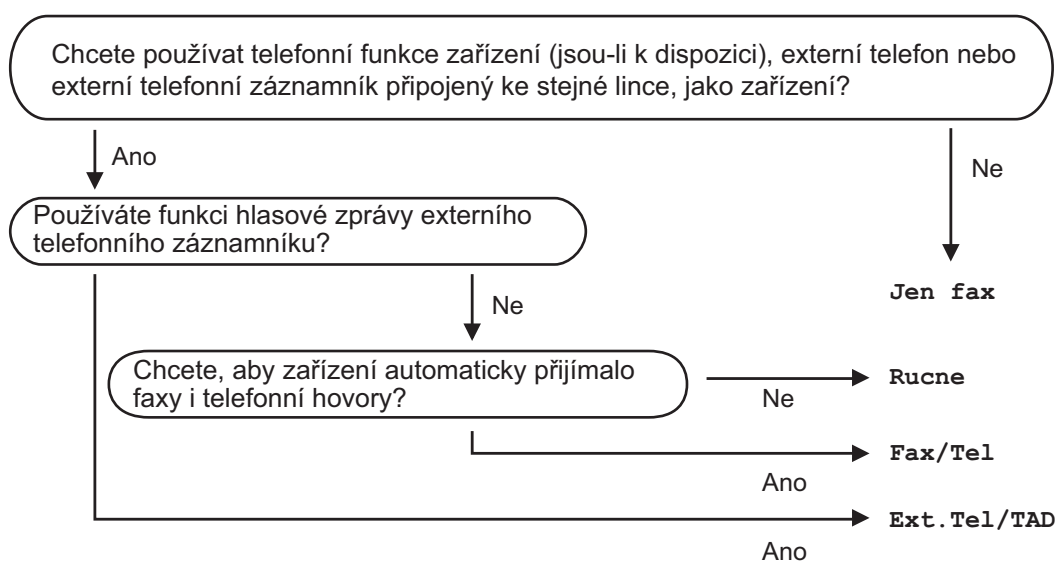 Chcete používat telefonní funkce zařízení (jsou-li k dispozici), externí telefon nebo
externí telefonní záznamník připojený ke stejné lince, jako zařízení?
Ano
Ne
Používáte funkci hlasové zprávy externího
telefonního záznamníku?
Jen fax
Ne
Chcete, aby zařízení automaticky přijímalo
faxy i telefonní hovory?
Rucne
Ne
Fax/Tel
Ano
Ext.Tel/TAD
Ano